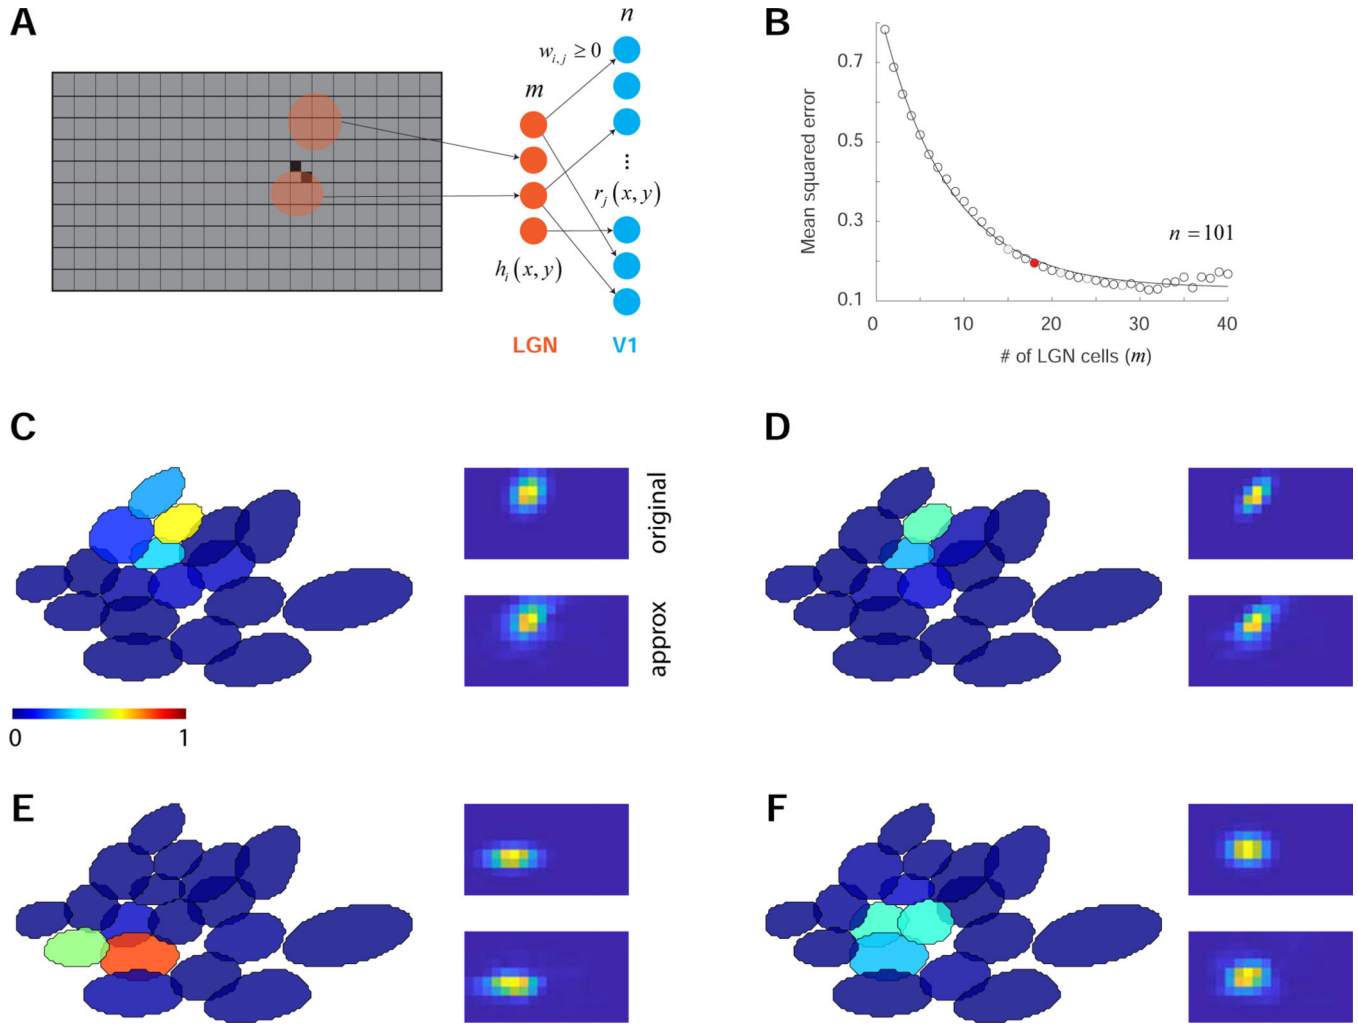 A
n
w_{i,j} ≥ 0
m
⋮
r_j(x, y)
h_i(x, y)
LGN
V1
B
Mean squared error
0.7
0.5
0.3
0.1
n = 101
0
10
20
30
40
# of LGN cells (m)
C
original
approx
0
1
D
E
F